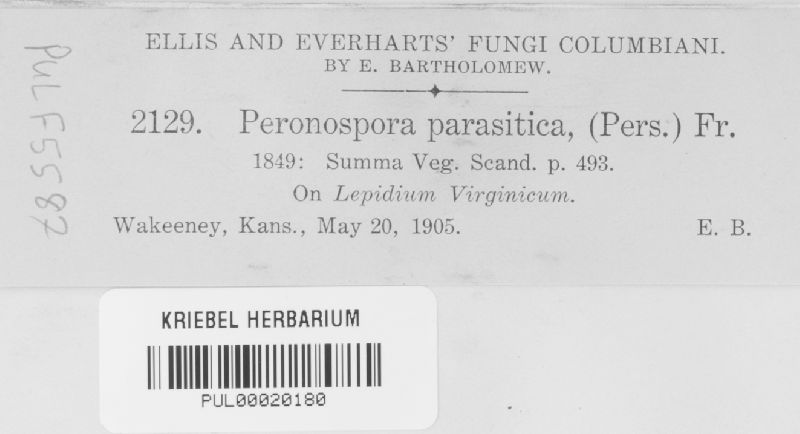 ELLIS AND EVERHARTS' FUNGI COLUMBIANI.
BY E. BARTHOLOMEW.
2129. Peronospora parasitica, (Pers.) Fr.
1849: Summa Veg. Scand. p. 493.
On Lepidium Virginicum.
Wakeeney, Kans., May 20, 1905. E. B.
PUL F5587
KRIEBEL HERBARIUM
PUL00020180